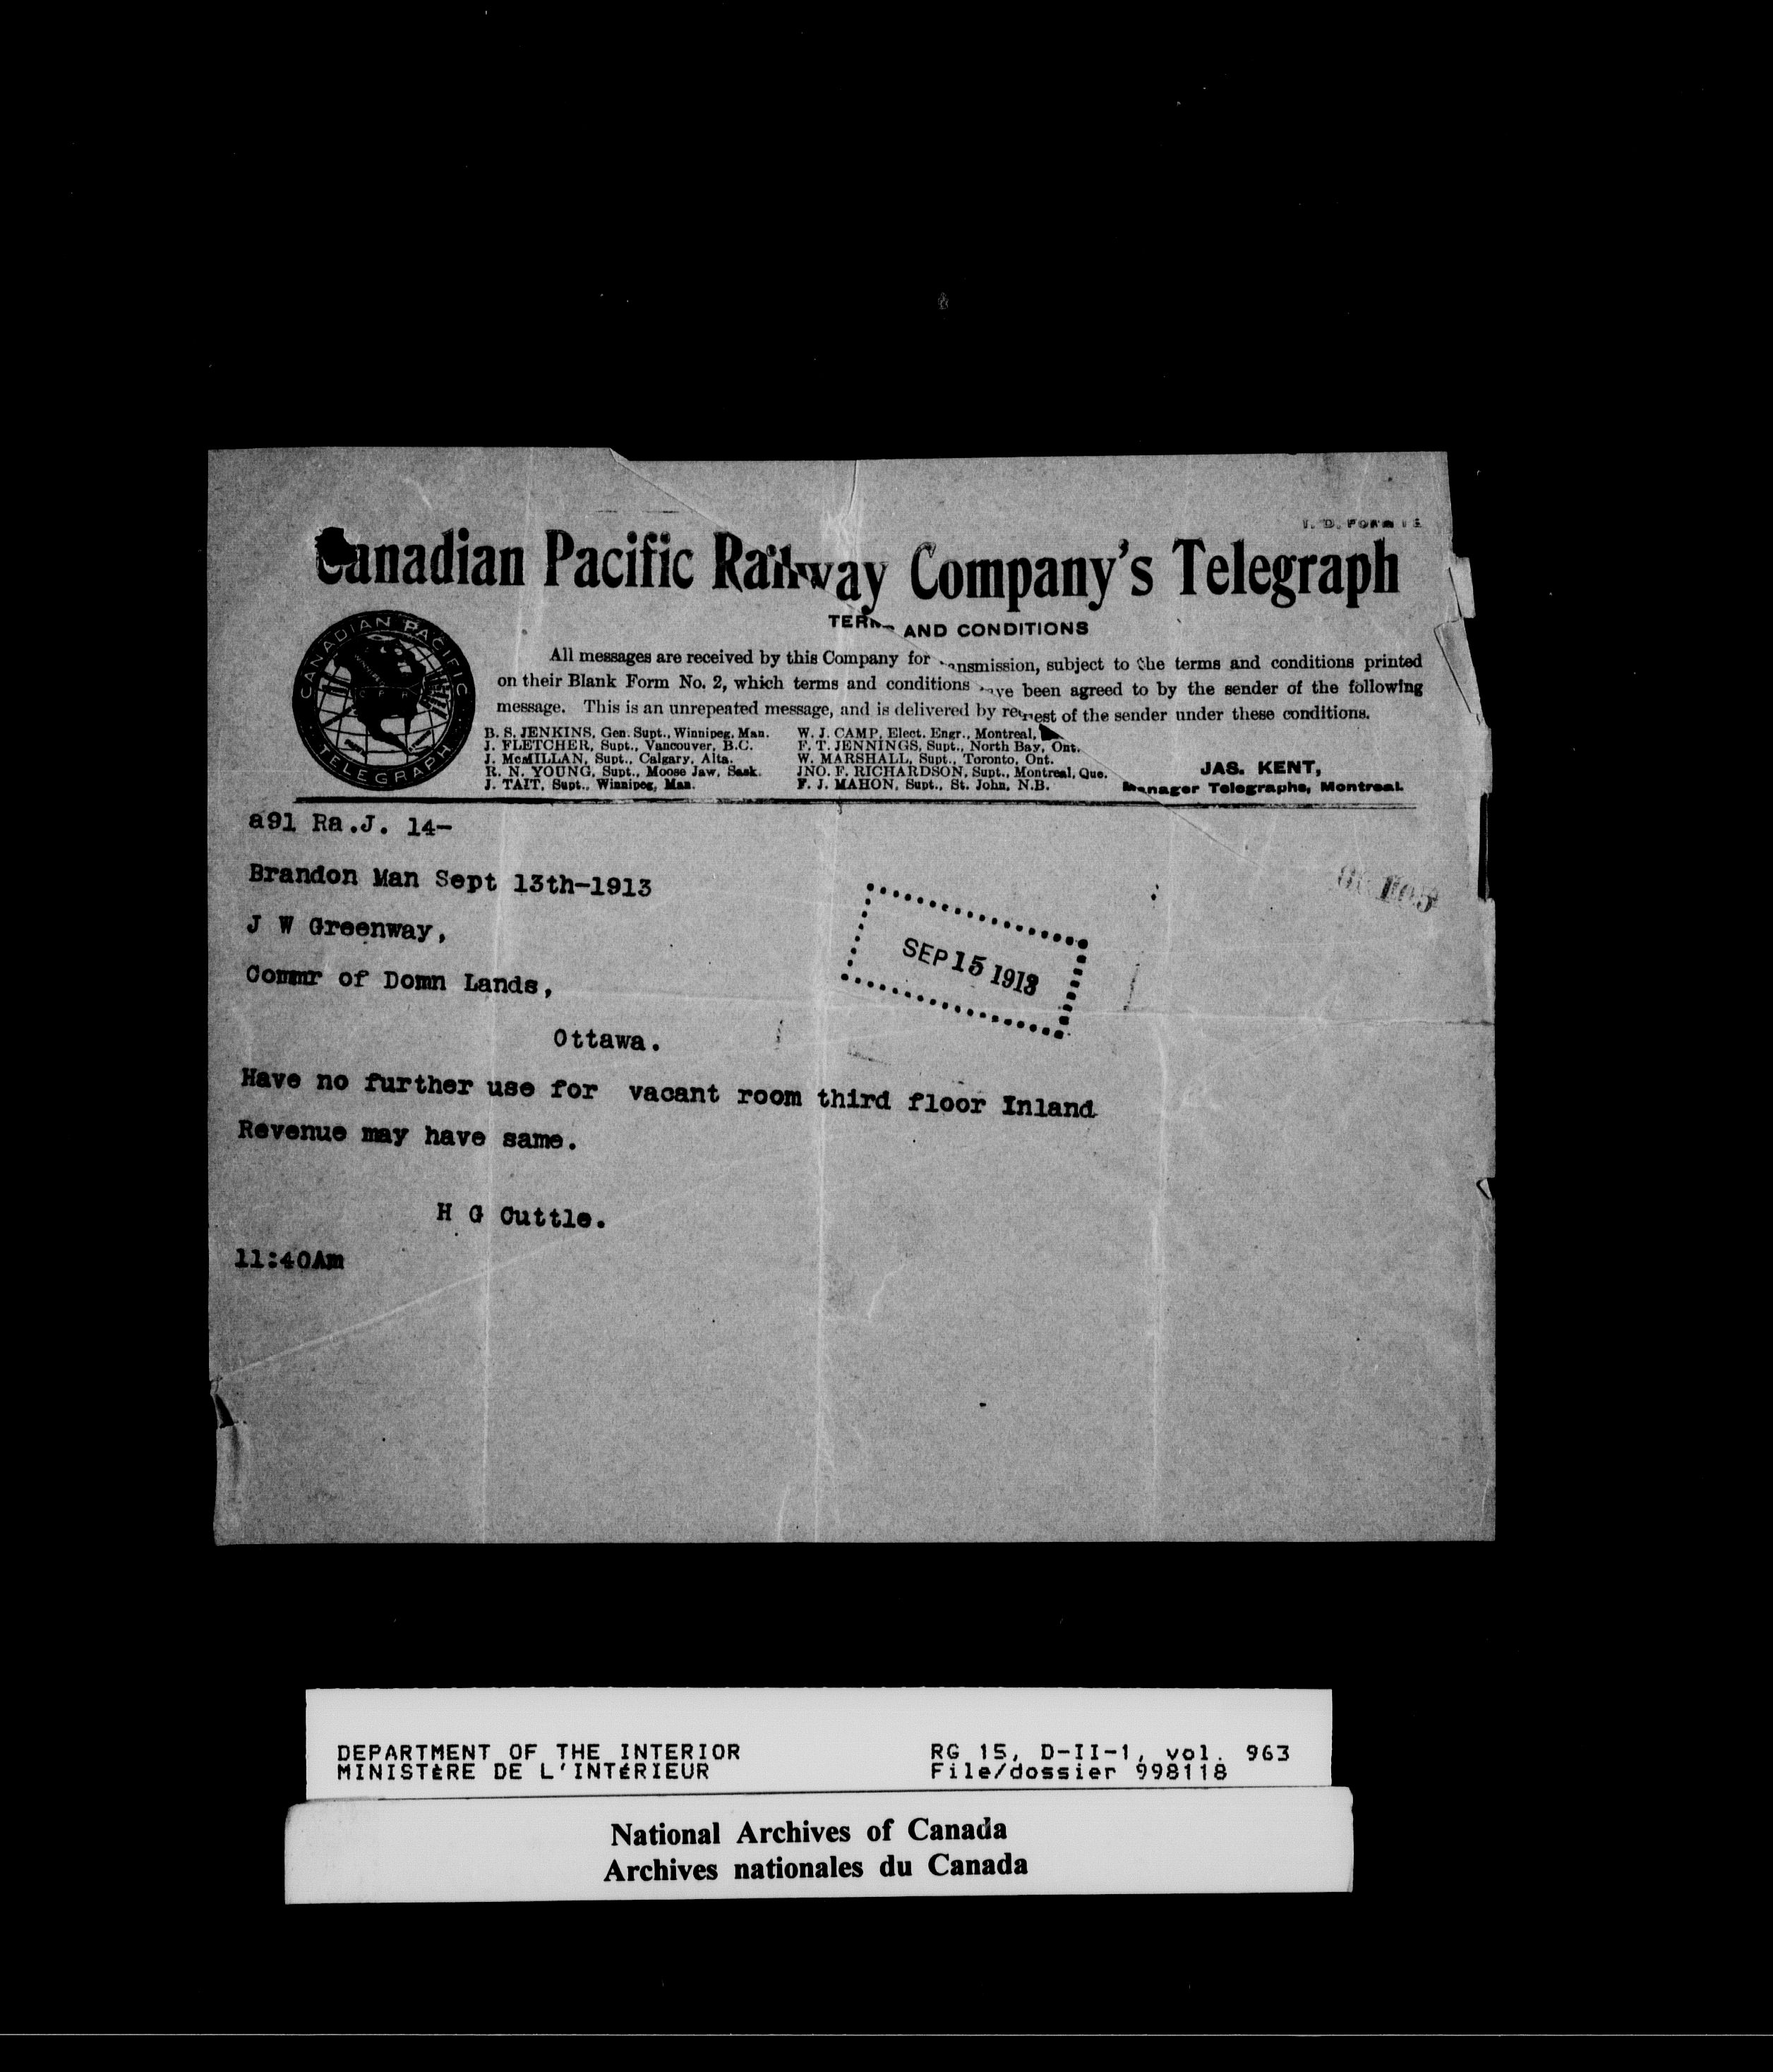 T. D. FORM 1
Canadian Pacific Railway Company's Telegraph
CANADIAN PACIFIC
TELEGRAPH
TERMS AND CONDITIONS
All messages are received by this Company for transmission, subject to the terms and conditions printed
on their Blank Form No. 2, which terms and conditions have been agreed to by the sender of the following
message. This is an unrepeated message, and is delivered by request of the sender under these conditions.
B. S. JENKINS, Gen. Supt., Winnipeg, Man. W. J. CAMP, Elect. Engr., Montreal,
J. FLETCHER, Supt., Vancouver, B.C. F. T. JENNINGS, Supt., North Bay, Ont.
J. McMILLAN, Supt., Calgary, Alta. W. MARSHALL, Supt., Toronto, Ont.
R. N. YOUNG, Supt., Moose Jaw, Sask. JNO. F. RICHARDSON, Supt., Montreal, Que. JAS. KENT,
J. TAIT, Supt., Winnipeg, Man. F. J. MAHON, Supt., St. John, N.B. Manager Telegraphs, Montreal.
a91 Ra.J. 14-
Brandon Man Sept 13th-1913
J W Greenway,
SEP 15 1913
Commr of Domn Lands,
Ottawa.
Have no further use for vacant room third floor Inland
Revenue may have same.
H G Cuttle.
11:40Am
DEPARTMENT OF THE INTERIOR RG 15, D-II-1, vol. 963
MINISTÈRE DE L'INTÉRIEUR File/dossier 998118
National Archives of Canada
Archives nationales du Canada